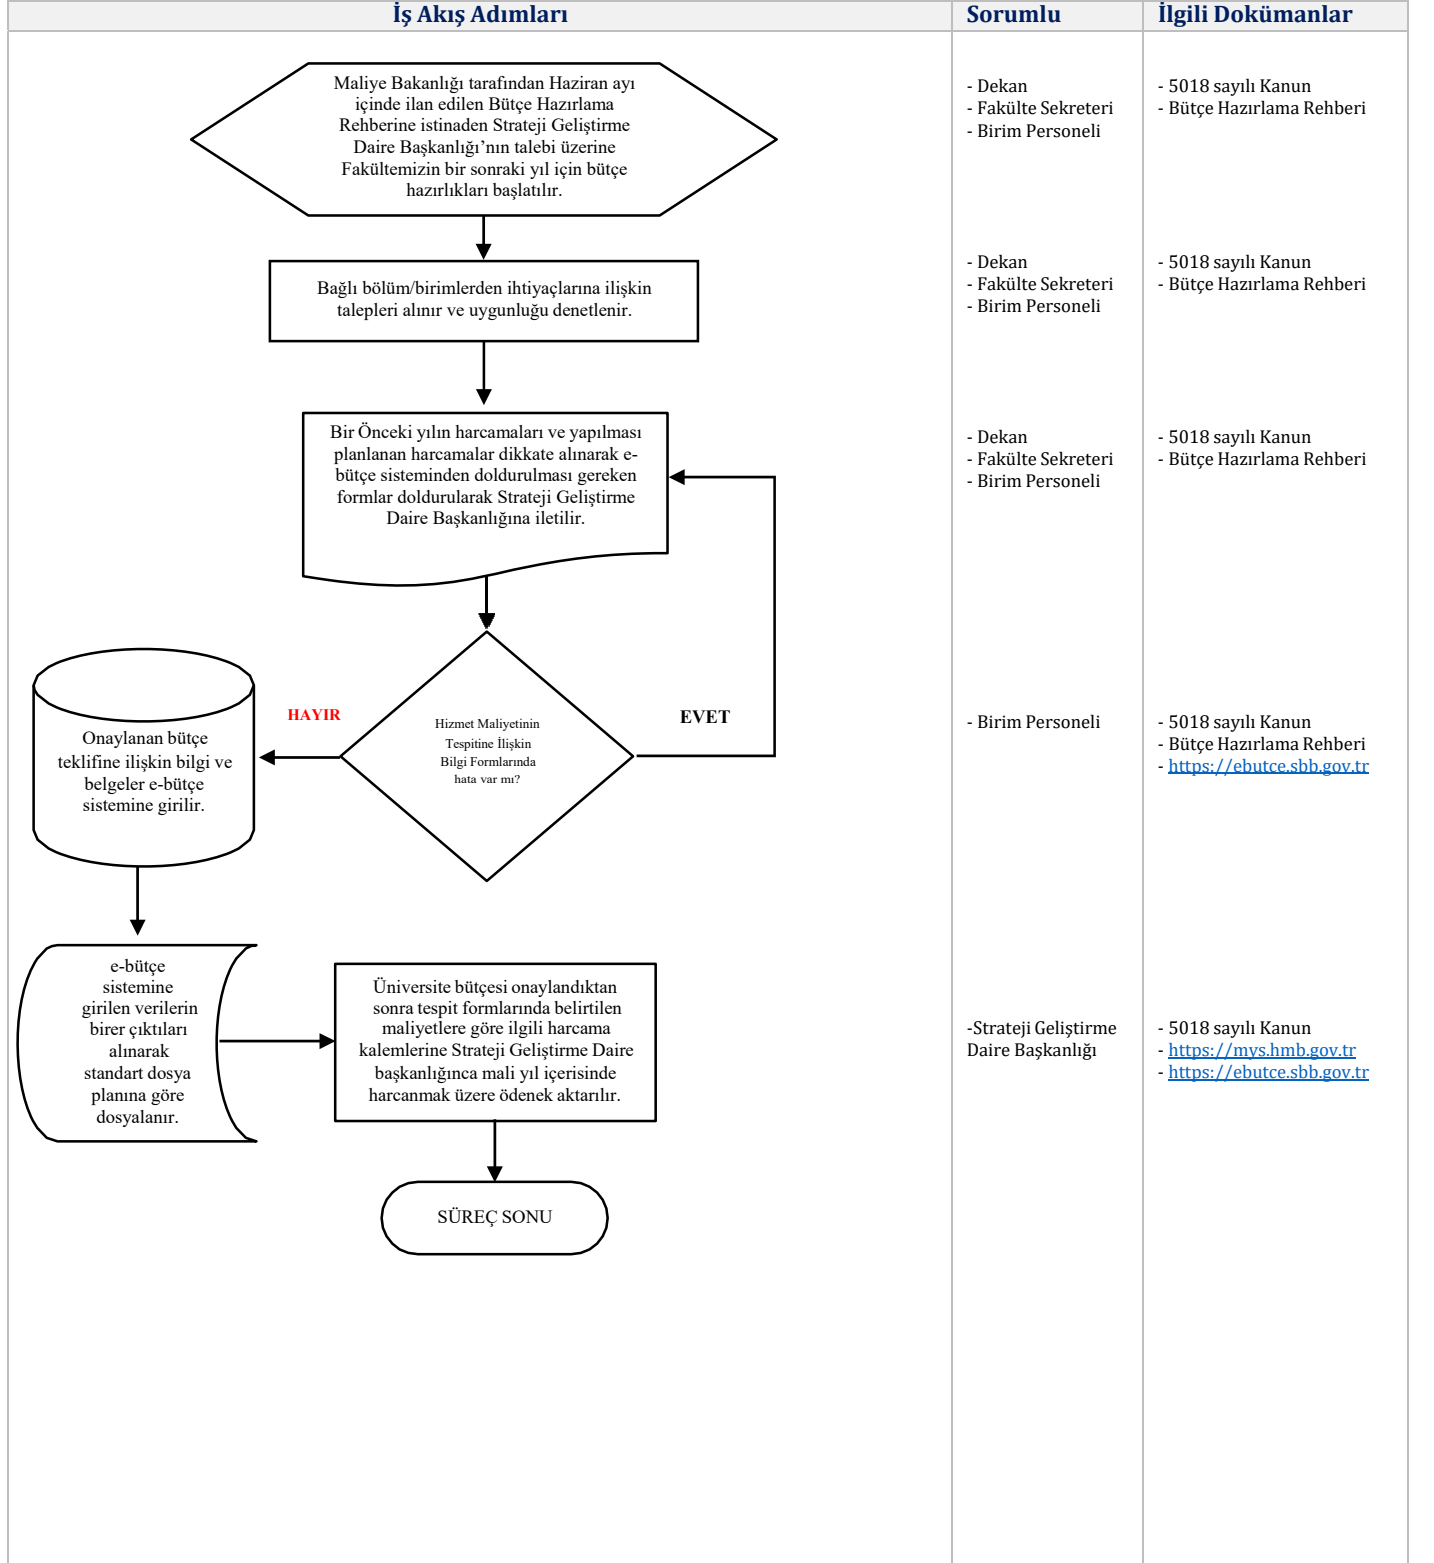 İş Akış Adımları
Sorumlu
İlgili Dokümanlar
Maliye Bakanlığı tarafından Haziran ayı
içinde ilan edilen Bütçe Hazırlama
Rehberine istinaden Strateji Geliştirme
Daire Başkanlığı’nın talebi üzerine
Fakültemizin bir sonraki yıl için bütçe
hazırlıkları başlatılır.
- Dekan
- Fakülte Sekreteri
- Birim Personeli
- 5018 sayılı Kanun
- Bütçe Hazırlama Rehberi
Bağlı bölüm/birimlerden ihtiyaçlarına ilişkin
talepleri alınır ve uygunluğu denetlenir.
- Dekan
- Fakülte Sekreteri
- Birim Personeli
- 5018 sayılı Kanun
- Bütçe Hazırlama Rehberi
Bir Önceki yılın harcamaları ve yapılması
planlanan harcamalar dikkate alınarak e-
bütçe sisteminden doldurulması gereken
formlar doldurularak Strateji Geliştirme
Daire Başkanlığına iletilir.
- Dekan
- Fakülte Sekreteri
- Birim Personeli
- 5018 sayılı Kanun
- Bütçe Hazırlama Rehberi
Hizmet Maliyetinin
Tespitine İlişkin
Bilgi Formlarında
hata var mı?
EVET
HAYIR
Onaylanan bütçe
teklifine ilişkin bilgi ve
belgeler e-bütçe
sistemine girilir.
- Birim Personeli
- 5018 sayılı Kanun
- Bütçe Hazırlama Rehberi
- https://ebutce.sbb.gov.tr
e-bütçe
sistemine
girilen verilerin
birer çıktıları
alınarak
standart dosya
planına göre
dosyalanır.
Üniversite bütçesi onaylandıktan
sonra tespit formlarında belirtilen
maliyetlere göre ilgili harcama
kalemlerine Strateji Geliştirme Daire
başkanlığınca mali yıl içerisinde
harcanmak üzere ödenek aktarılır.
-Strateji Geliştirme
Daire Başkanlığı
- 5018 sayılı Kanun
- https://mys.hmb.gov.tr
- https://ebutce.sbb.gov.tr
SÜREÇ SONU